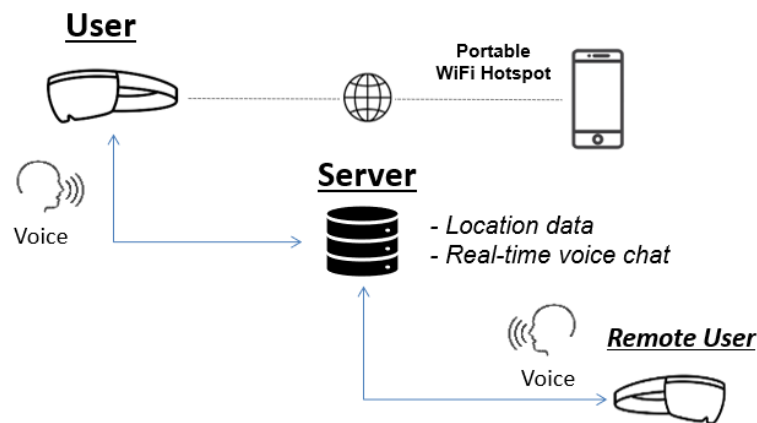 User
Portable
WiFi Hotspot
Server
Voice
- Location data
- Real-time voice chat
Remote User
Voice